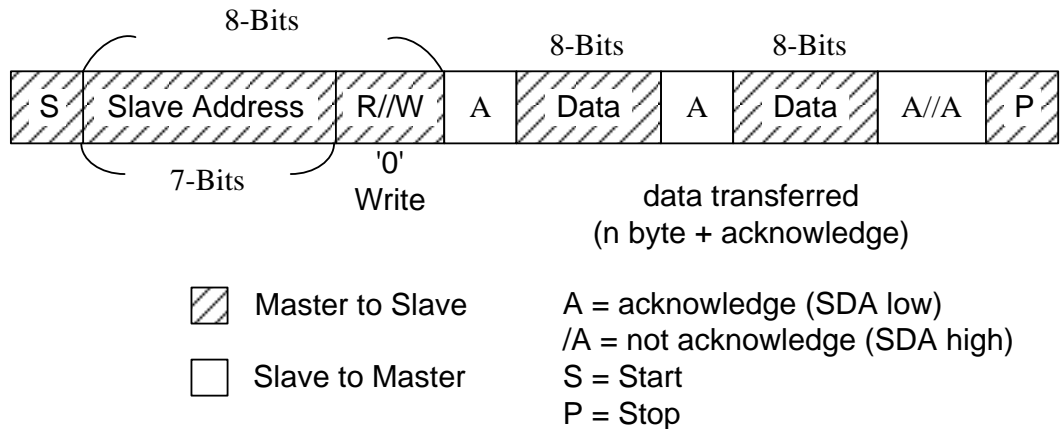 8-Bits
8-Bits 8-Bits
S Slave Address R//W A Data A Data A//A P
7-Bits
'0'
Write
data transferred
(n byte + acknowledge)
Master to Slave
Slave to Master
A = acknowledge (SDA low)
/A = not acknowledge (SDA high)
S = Start
P = Stop